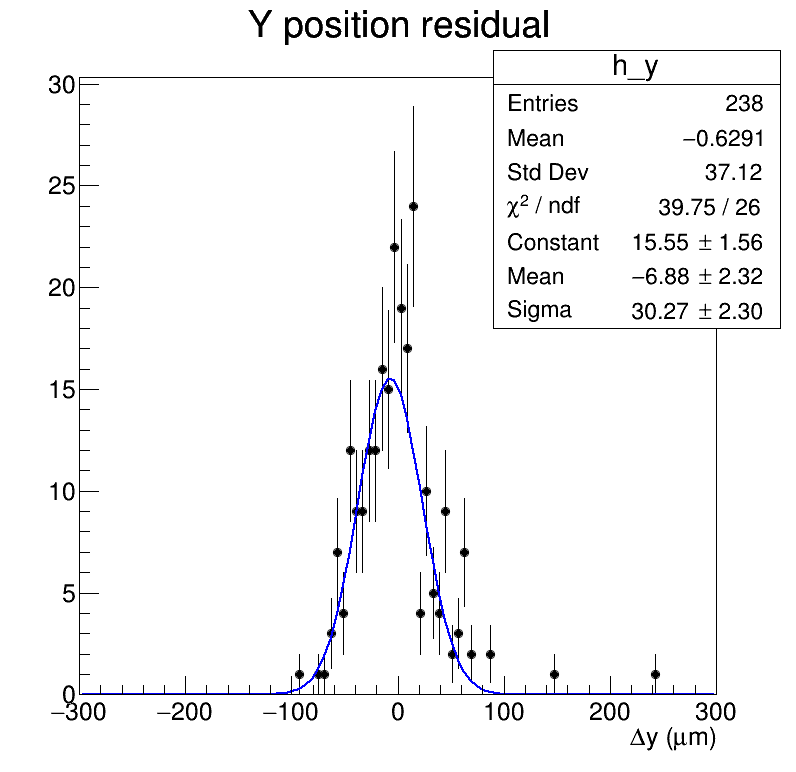 Y position residual
h_y
Entries 238
Mean −0.6291
Std Dev 37.12
χ² / ndf 39.75 / 26
Constant 15.55 ± 1.56
Mean −6.88 ± 2.32
Sigma 30.27 ± 2.30
30
25
20
15
10
5
0
−300 −200 −100 0 100 200 300
Δy (μm)